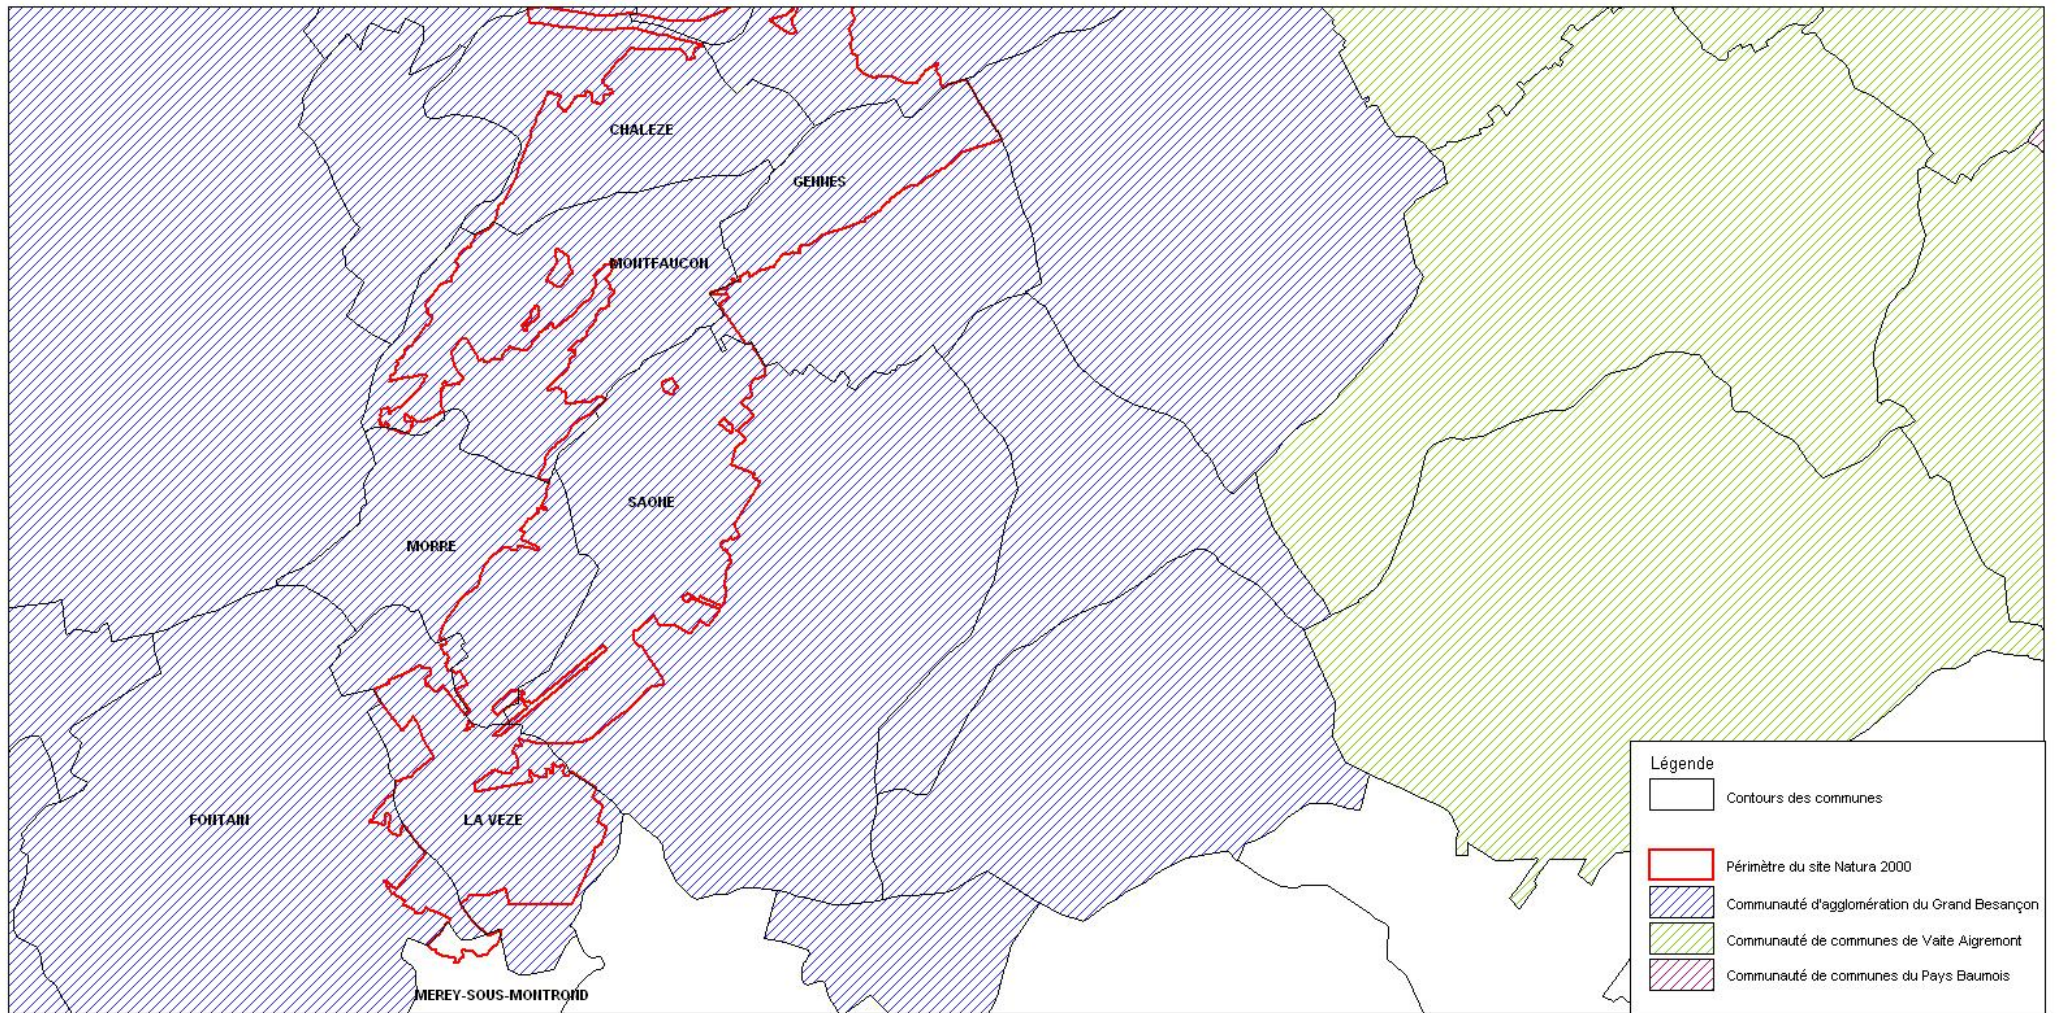 CHALEZE
GENNES
MONTFAUCON
SAONE
MORRE
FONTAIN
LA VEZE
MEREY-SOUS-MONTROND
Légende
Contours des communes
Périmètre du site Natura 2000
Communauté d'agglomération du Grand Besançon
Communauté de communes de Vaite Aigremont
Communauté de communes du Pays Baumois